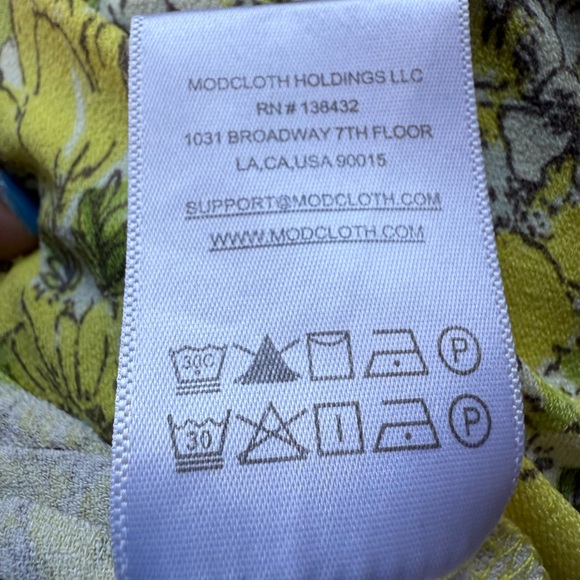 MODCLOTH HOLDINGS LLC
RN # 138432
1031 BROADWAY 7TH FLOOR
LA,CA,USA 90015
SUPPORT@MODCLOTH.COM
WWW.MODCLOTH.COM
30C P
30 P